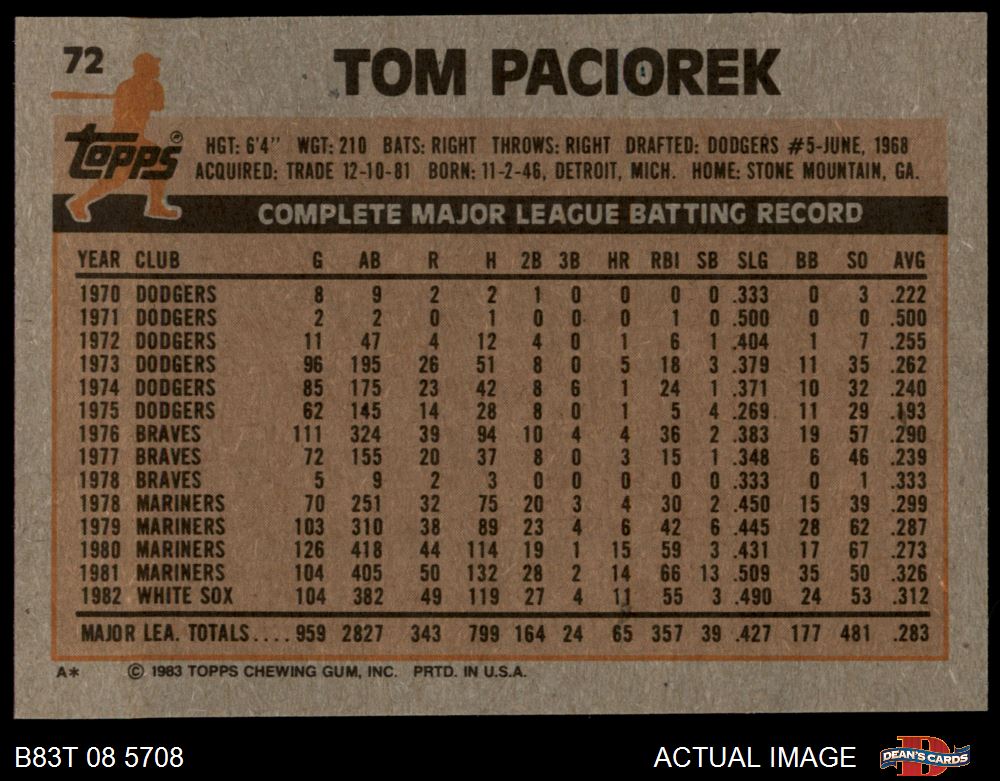 72
TOM PACIOREK
Topps
HGT: 6'4" WGT: 210 BATS: RIGHT THROWS: RIGHT DRAFTED: DODGERS #5-JUNE, 1968
ACQUIRED: TRADE 12-10-81 BORN: 11-2-46, DETROIT, MICH. HOME: STONE MOUNTAIN, GA.
COMPLETE MAJOR LEAGUE BATTING RECORD
YEAR CLUB G AB R H 2B 3B HR RBI SB SLG BB SO AVG
1970 DODGERS 8 9 2 2 1 0 0 0 0 .333 0 3 .222
1971 DODGERS 2 2 0 1 0 0 0 1 0 .500 0 0 .500
1972 DODGERS 11 47 4 12 4 0 1 6 1 .404 1 7 .255
1973 DODGERS 96 195 26 51 8 0 5 18 3 .379 11 35 .262
1974 DODGERS 85 175 23 42 8 6 1 24 1 .371 10 32 .240
1975 DODGERS 62 145 14 28 8 0 1 5 4 .269 11 29 .193
1976 BRAVES 111 324 39 94 10 4 4 36 2 .383 19 57 .290
1977 BRAVES 72 155 20 37 8 0 3 15 1 .348 6 46 .239
1978 BRAVES 5 9 2 3 0 0 0 0 0 .333 0 1 .333
1978 MARINERS 70 251 32 75 20 3 4 30 2 .450 15 39 .299
1979 MARINERS 103 310 38 89 23 4 6 42 6 .445 28 62 .287
1980 MARINERS 126 418 44 114 19 1 15 59 3 .431 17 67 .273
1981 MARINERS 104 405 50 132 28 2 14 66 13 .509 35 50 .326
1982 WHITE SOX 104 382 49 119 27 4 11 55 3 .490 24 53 .312
MAJOR LEA. TOTALS.... 959 2827 343 799 164 24 65 357 39 .427 177 481 .283
A* © 1983 TOPPS CHEWING GUM, INC. PRTD. IN U.S.A.
B83T 08 5708 ACTUAL IMAGE DEAN'S CARDS